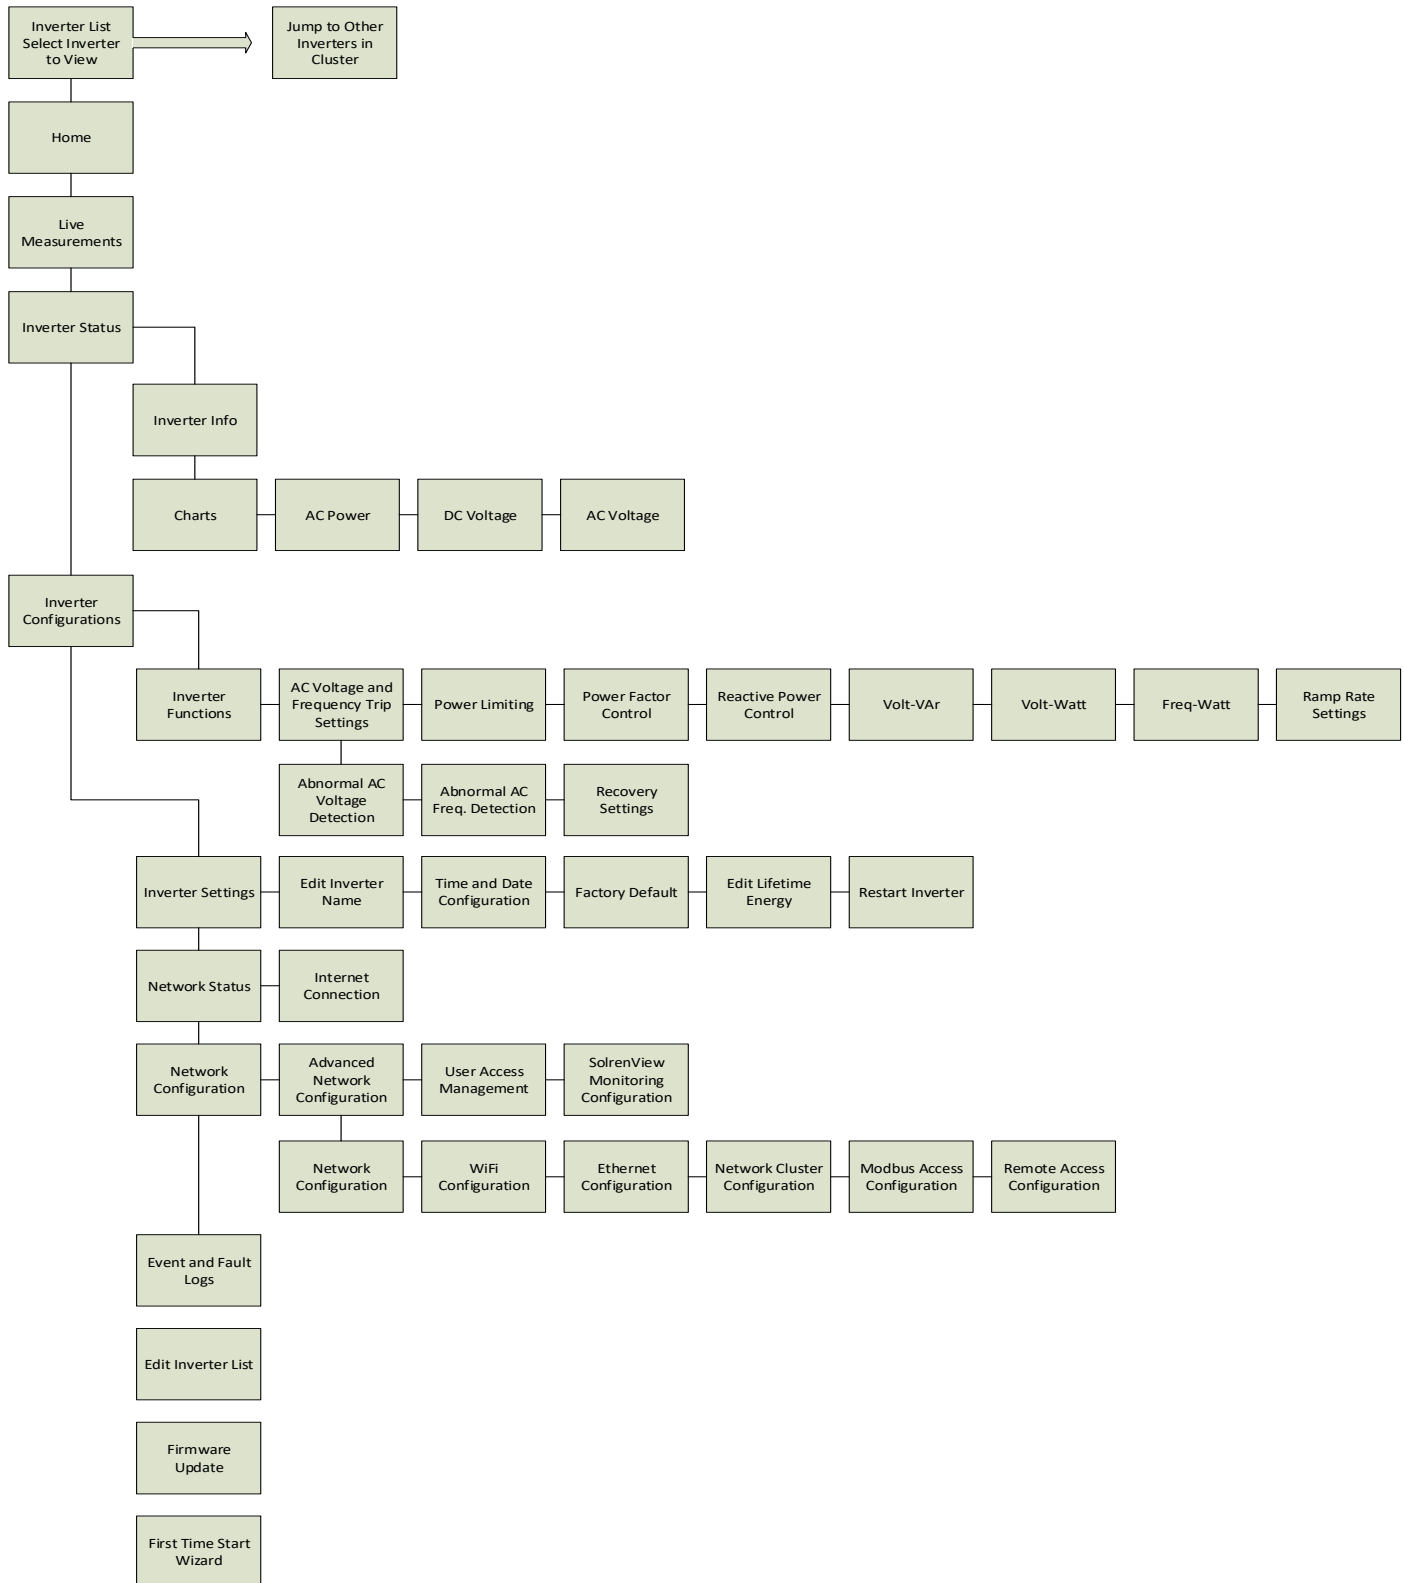 Inverter List
Select Inverter
to View
Jump to Other
Inverters in
Cluster
Home
Live
Measurements
Inverter Status
Inverter Info
Charts
AC Power
DC Voltage
AC Voltage
Inverter
Configurations
Inverter
Functions
AC Voltage and
Frequency Trip
Settings
Power Limiting
Power Factor
Control
Reactive Power
Control
Volt-VAr
Volt-Watt
Freq-Watt
Ramp Rate
Settings
Abnormal AC
Voltage
Detection
Abnormal AC
Freq. Detection
Recovery
Settings
Inverter Settings
Edit Inverter
Name
Time and Date
Configuration
Factory Default
Edit Lifetime
Energy
Restart Inverter
Network Status
Internet
Connection
Network
Configuration
Advanced
Network
Configuration
User Access
Management
SolrenView
Monitoring
Configuration
Network
Configuration
WiFi
Configuration
Ethernet
Configuration
Network Cluster
Configuration
Modbus Access
Configuration
Remote Access
Configuration
Event and Fault
Logs
Edit Inverter List
Firmware
Update
First Time Start
Wizard